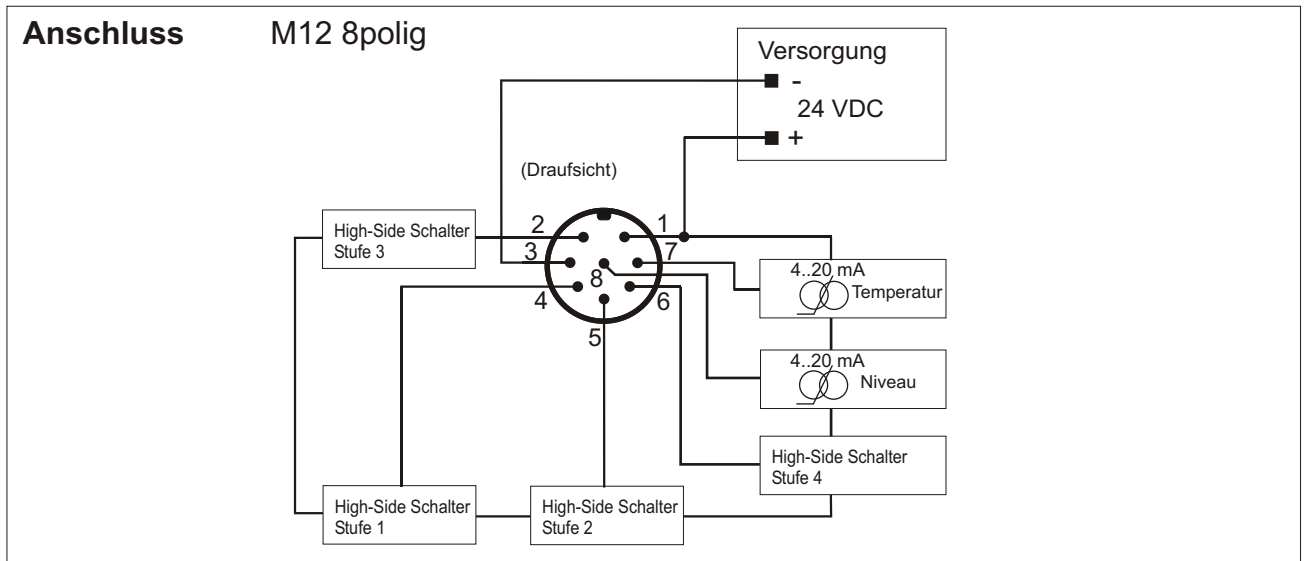 Anschluss M12 8polig
Versorgung
-
24 VDC
+
(Draufsicht)
High-Side Schalter
Stufe 3
2
1
3
7
8
4
6
5
4..20 mA
Temperatur
4..20 mA
Niveau
High-Side Schalter
Stufe 4
High-Side Schalter
Stufe 1
High-Side Schalter
Stufe 2